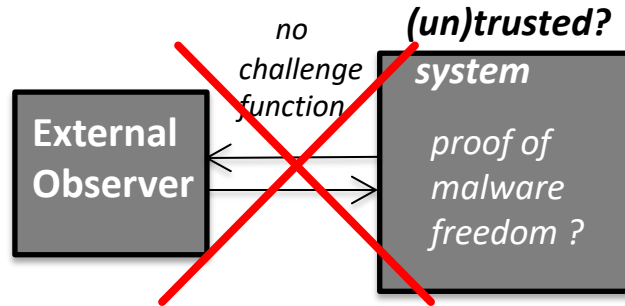 no
challenge
function
External
Observer
(un)trusted?
system
proof of
malware
freedom ?